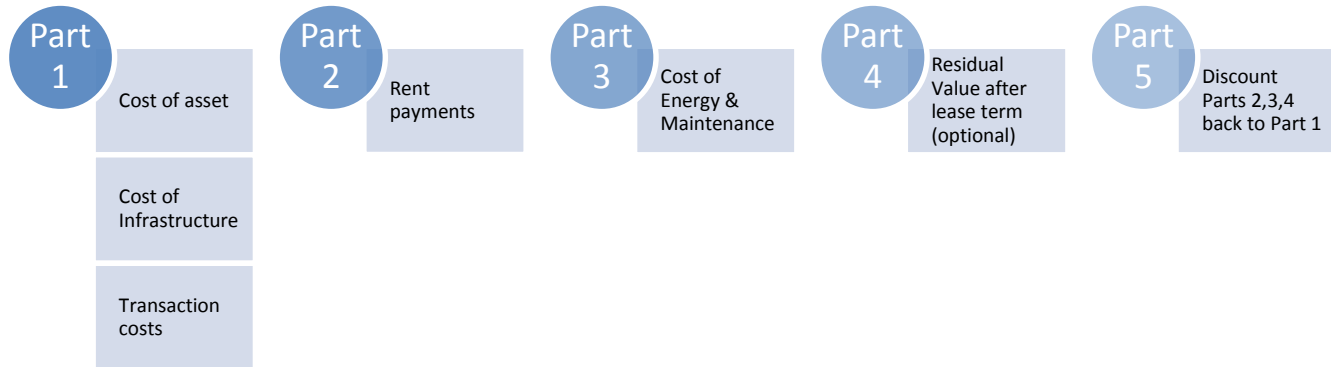 Part
1
Cost of asset
Cost of
Infrastructure
Transaction
costs
Part
2
Rent
payments
Part
3
Cost of
Energy &
Maintenance
Part
4
Residual
Value after
lease term
(optional)
Part
5
Discount
Parts 2,3,4
back to Part 1